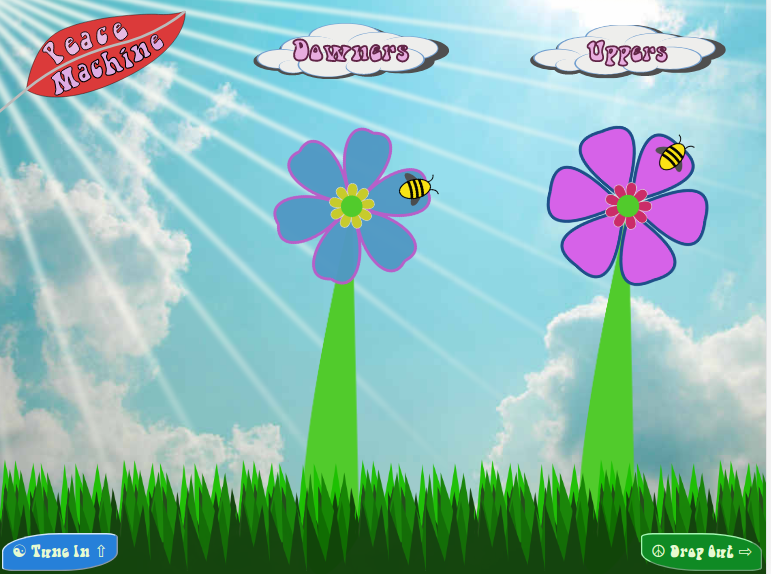 Peace
Machine
Downers
Uppers
☯ Tune In ⇧
☮ Drop Out ⇨